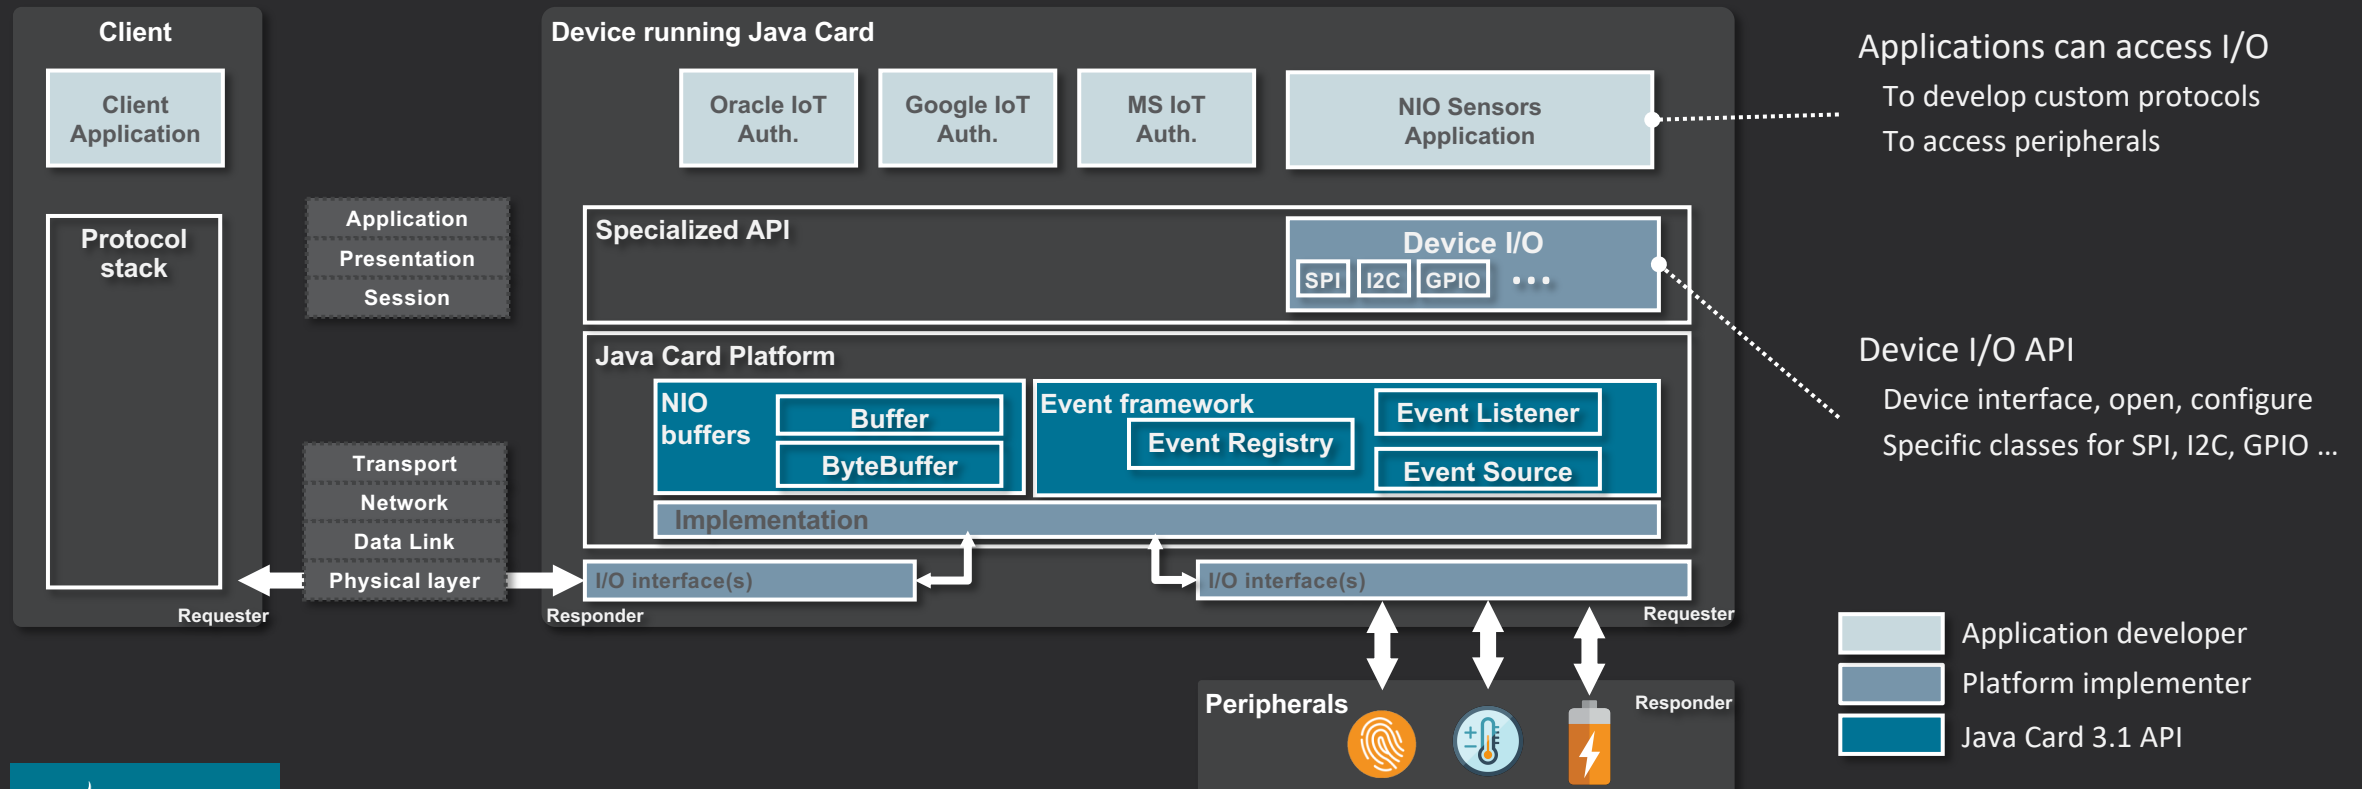 Client
Client
Application
Protocol
stack
Requester
Application
Presentation
Session
Transport
Network
Data Link
Physical layer
Device running Java Card
Oracle IoT
Auth.
Google IoT
Auth.
MS IoT
Auth.
NIO Sensors
Application
Specialized API
Device I/O
SPI
I2C
GPIO
...
Java Card Platform
NIO
buffers
Buffer
ByteBuffer
Event framework
Event Registry
Event Listener
Event Source
Implementation
I/O interface(s)
I/O interface(s)
Responder
Requester
Peripherals
Responder
Applications can access I/O
To develop custom protocols
To access peripherals
Device I/O API
Device interface, open, configure
Specific classes for SPI, I2C, GPIO ...
Application developer
Platform implementer
Java Card 3.1 API